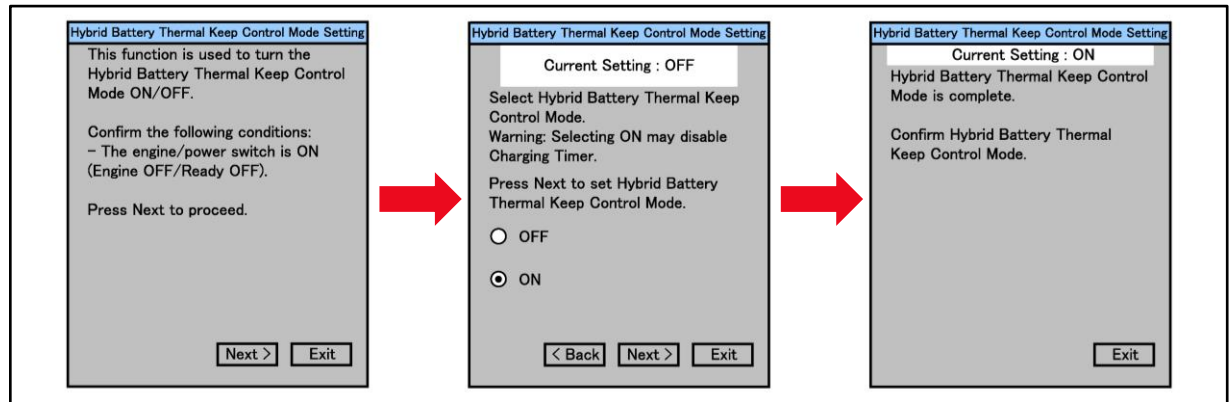 Hybrid Battery Thermal Keep Control Mode Setting
This function is used to turn the
Hybrid Battery Thermal Keep Control
Mode ON/OFF.
Confirm the following conditions:
- The engine/power switch is ON
(Engine OFF/Ready OFF).
Press Next to proceed.
Next >
Exit
Hybrid Battery Thermal Keep Control Mode Setting
Current Setting : OFF
Select Hybrid Battery Thermal Keep
Control Mode.
Warning: Selecting ON may disable
Charging Timer.
Press Next to set Hybrid Battery
Thermal Keep Control Mode.
OFF
ON
< Back
Next >
Exit
Hybrid Battery Thermal Keep Control Mode Setting
Current Setting : ON
Hybrid Battery Thermal Keep Control
Mode is complete.
Confirm Hybrid Battery Thermal
Keep Control Mode.
Exit